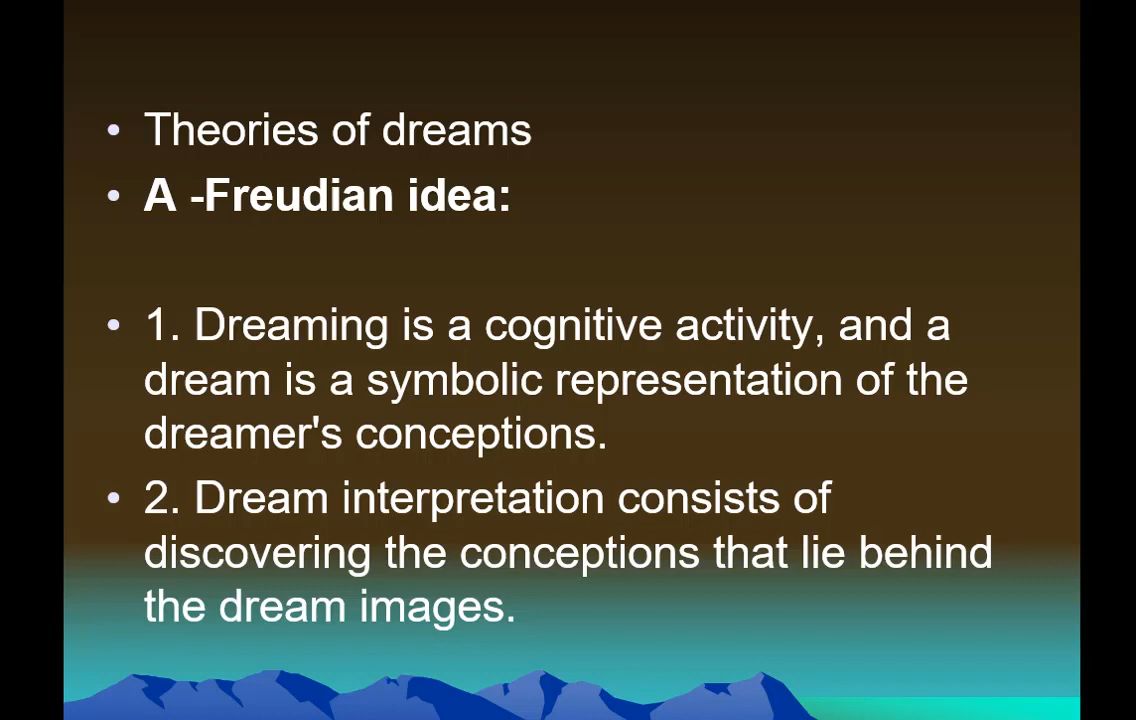 • Theories of dreams
• A -Freudian idea:
• 1. Dreaming is a cognitive activity, and a
dream is a symbolic representation of the
dreamer's conceptions.
• 2. Dream interpretation consists of
discovering the conceptions that lie behind
the dream images.